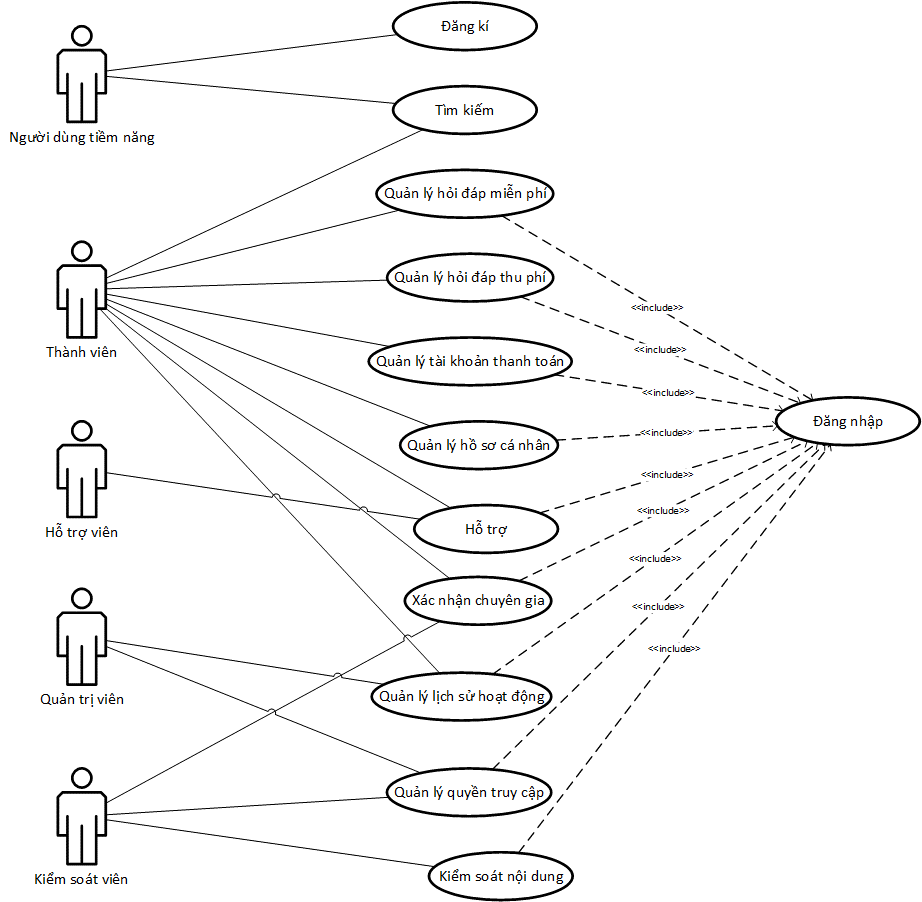 Đăng kí
Người dùng tiềm năng
Tìm kiếm
Quản lý hỏi đáp miễn phí
Quản lý hỏi đáp thu phí
<<include>>
Thành viên
<<include>>
Quản lý tài khoản thanh toán
<<include>>
Đăng nhập
<<include>>
Quản lý hồ sơ cá nhân
<<include>>
Hỗ trợ viên
Hỗ trợ
<<include>>
<<include>>
Xác nhận chuyên gia
<<include>>
<<include>>
Quản trị viên
Quản lý lịch sử hoạt động
Quản lý quyền truy cập
Kiểm soát viên
Kiểm soát nội dung